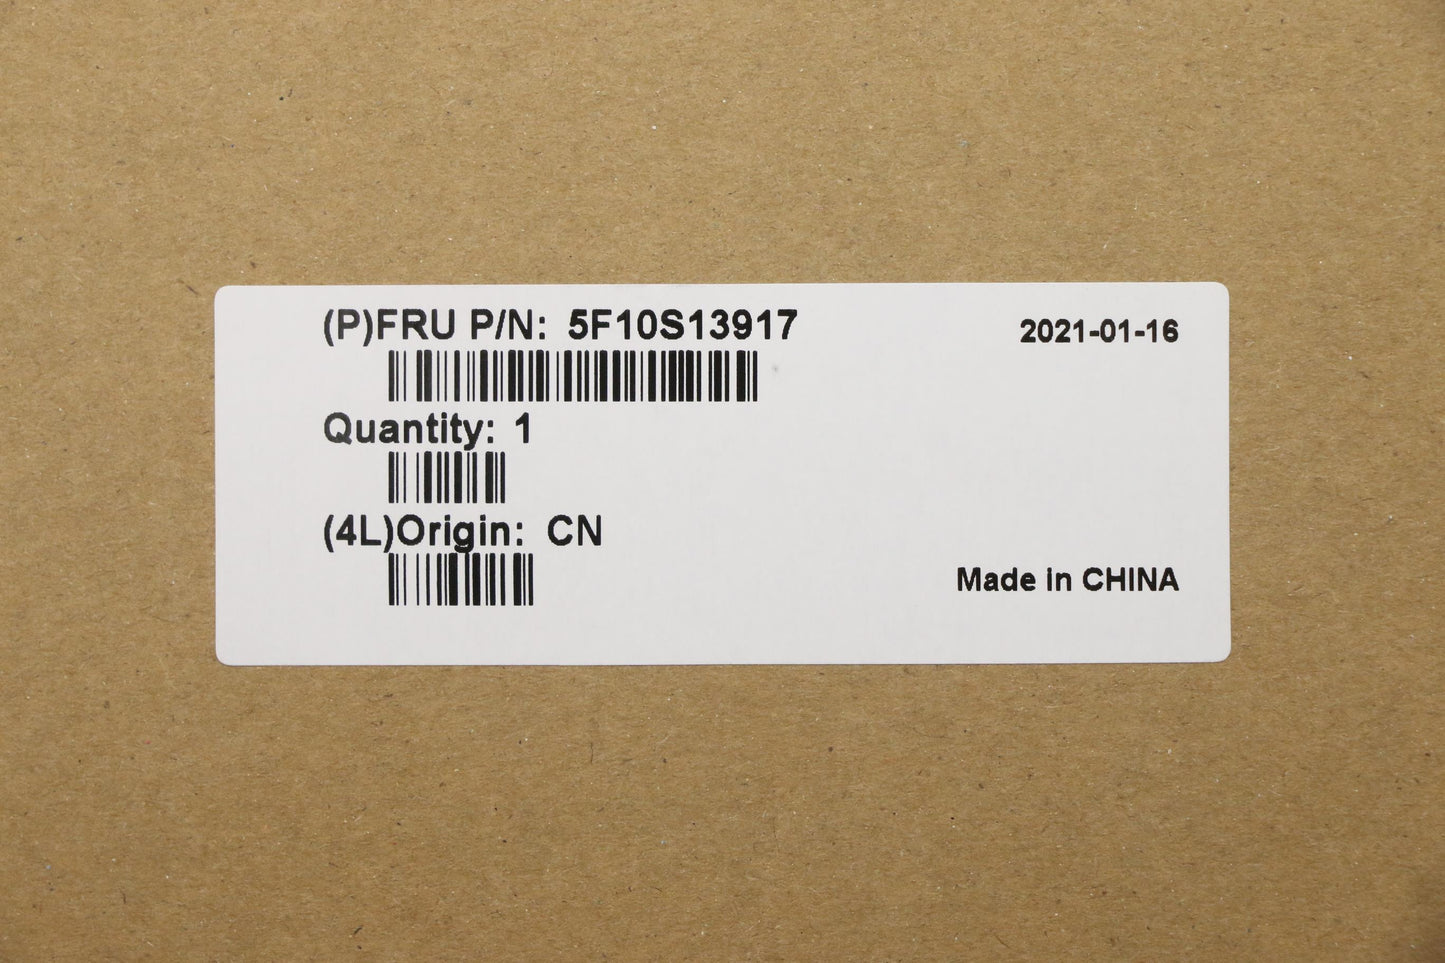 (P)FRU P/N: 5F10S13917
2021-01-16
Quantity: 1
(4L)Origin: CN
Made in CHINA